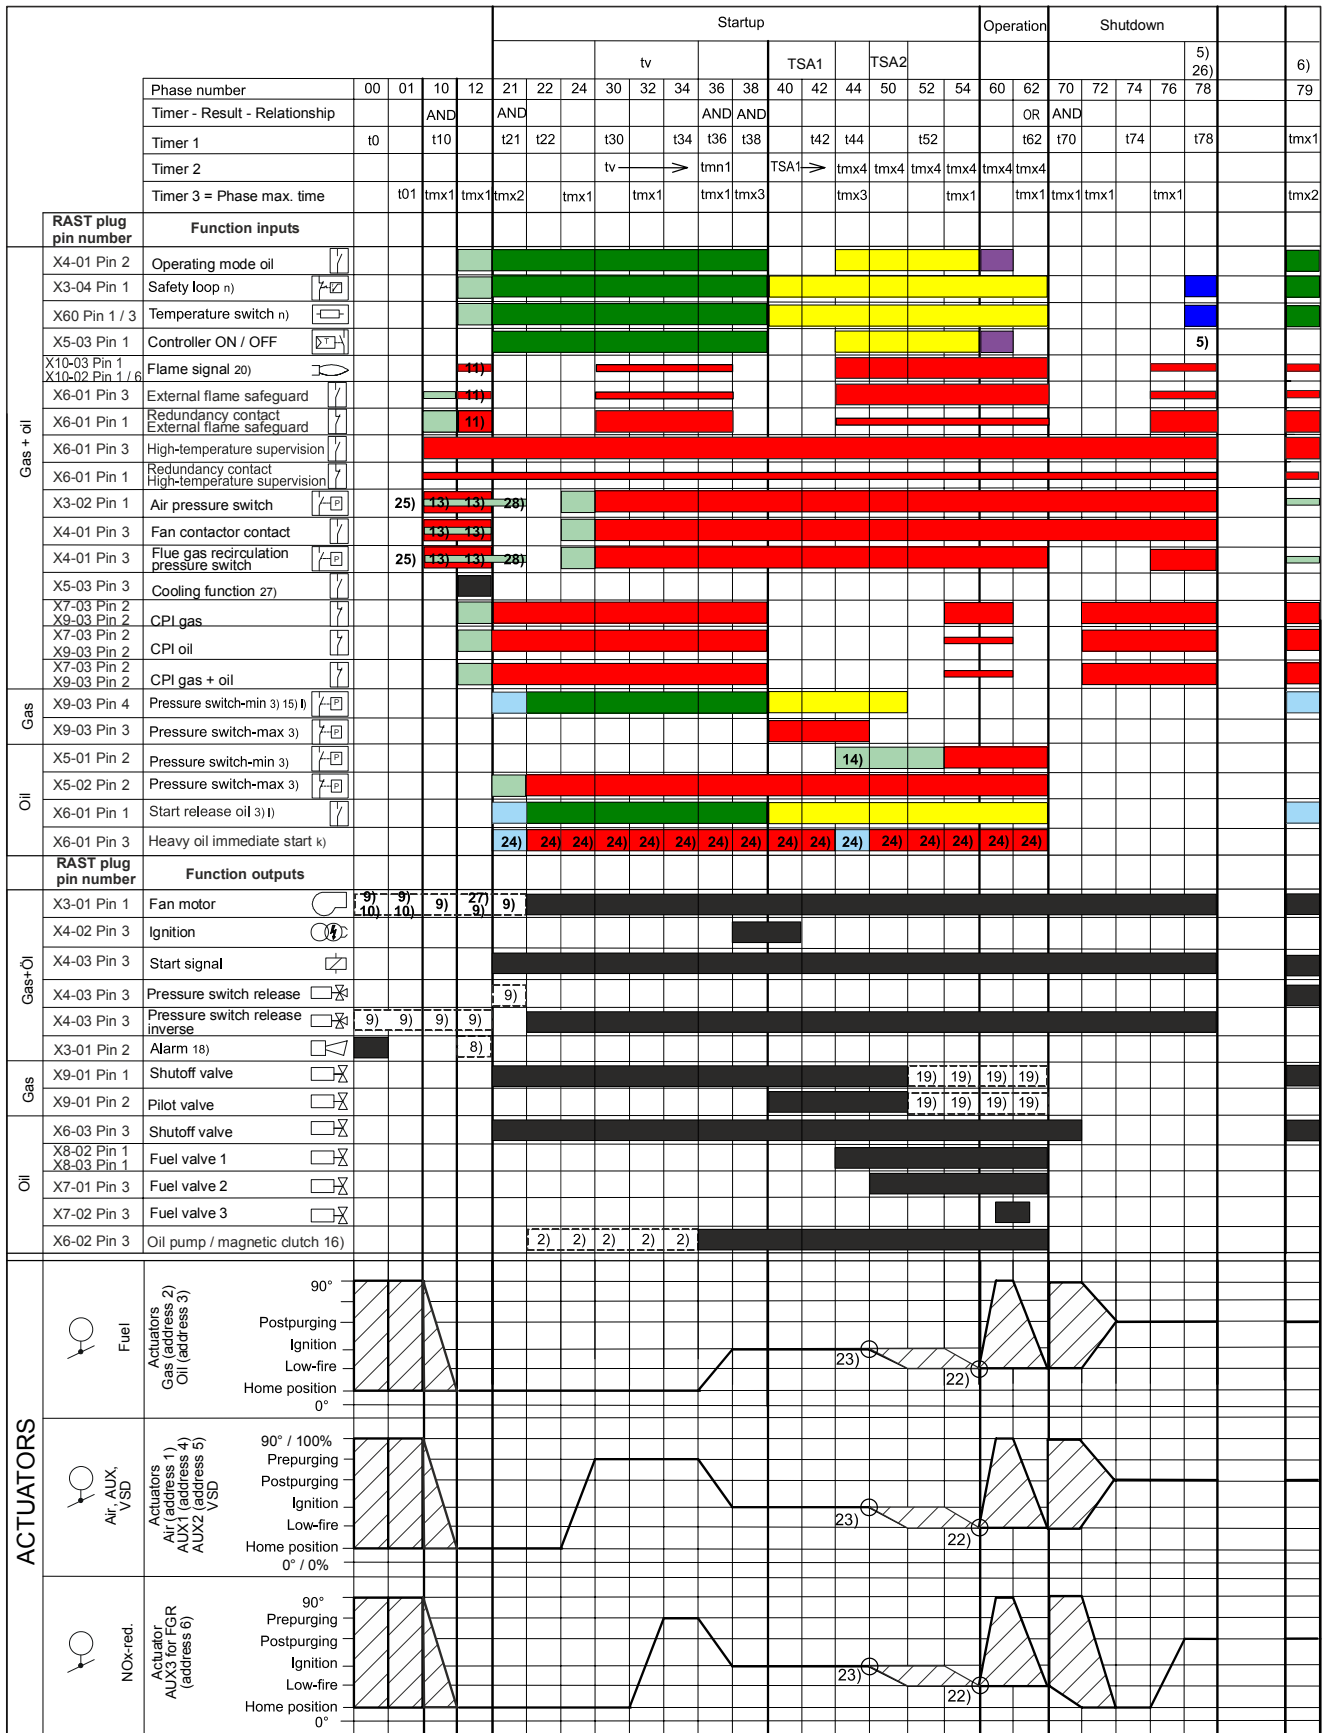 Startup Operation Shutdown
tv TSA1 TSA2 5) 26) 6)
Phase number 00 01 10 12 21 22 24 30 32 34 36 38 40 42 44 50 52 54 60 62 70 72 74 76 78 79
Timer - Result - Relationship AND AND AND AND OR AND
Timer 1 t0 t10 t21 t22 t30 t34 t36 t38 t42 t44 t52 t62 t70 t74 t78 tmx1
Timer 2 tv tmn1 TSA1 tmx4 tmx4 tmx4 tmx4 tmx4 tmx4
Timer 3 = Phase max. time t01 tmx1 tmx1 tmx2 tmx1 tmx1 tmx1 tmx3 tmx3 tmx1 tmx1 tmx1 tmx1 tmx1 tmx2
RAST plug pin number Function inputs
Gas + oil
X4-01 Pin 2 Operating mode oil
X3-04 Pin 1 Safety loop n)
X60 Pin 1 / 3 Temperature switch n)
X5-03 Pin 1 Controller ON / OFF T 5)
X10-03 Pin 1
X10-02 Pin 1 / 6 Flame signal 20) 11)
X6-01 Pin 3 External flame safeguard 11)
X6-01 Pin 1 Redundancy contact
External flame safeguard 11)
X6-01 Pin 3 High-temperature supervision
X6-01 Pin 1 Redundancy contact
High-temperature supervision
X3-02 Pin 1 Air pressure switch P 25) 13) 13) 28)
X4-01 Pin 3 Fan contactor contact 13) 13)
X4-01 Pin 3 Flue gas recirculation
pressure switch P 25) 13) 13) 28)
X5-03 Pin 3 Cooling function 27)
X7-03 Pin 2
X9-03 Pin 2 CPI gas
X7-03 Pin 2
X9-03 Pin 2 CPI oil
X7-03 Pin 2
X9-03 Pin 2 CPI gas + oil
Gas
X9-03 Pin 4 Pressure switch-min 3) 15) l) P
X9-03 Pin 3 Pressure switch-max 3) P
Oil
X5-01 Pin 2 Pressure switch-min 3) P 14)
X5-02 Pin 2 Pressure switch-max 3) P
X6-01 Pin 1 Start release oil 3) l)
X6-01 Pin 3 Heavy oil immediate start k) 24) 24) 24) 24) 24) 24) 24) 24) 24) 24) 24) 24) 24) 24) 24) 24)
RAST plug pin number Function outputs
Gas+Öl
X3-01 Pin 1 Fan motor 9) 10) 9) 10) 9) 27) 9) 9)
X4-02 Pin 3 Ignition
X4-03 Pin 3 Start signal
X4-03 Pin 3 Pressure switch release 9)
X4-03 Pin 3 Pressure switch release
inverse 9) 9) 9) 9)
X3-01 Pin 2 Alarm 18) 8)
Gas
X9-01 Pin 1 Shutoff valve 19) 19) 19) 19)
X9-01 Pin 2 Pilot valve 19) 19) 19) 19)
Oil
X6-03 Pin 3 Shutoff valve
X8-02 Pin 1
X8-03 Pin 1 Fuel valve 1
X7-01 Pin 3 Fuel valve 2
X7-02 Pin 3 Fuel valve 3
X6-02 Pin 3 Oil pump / magnetic clutch 16) 2) 2) 2) 2) 2)
ACTUATORS
Fuel
Actuators
Gas (address 2)
Oil (address 3)
90°
Postpurging
Ignition
Low-fire
Home position
0°
23) 22)
Air, AUX,
VSD
Actuators
Air (address 1)
AUX1 (address 4)
AUX2 (address 5)
VSD
90° / 100%
Prepurging
Postpurging
Ignition
Low-fire
Home position
0° / 0%
23) 22)
NOx-red.
Actuator
AUX3 for FGR
(address 6)
90°
Prepurging
Postpurging
Ignition
Low-fire
Home position
0°
23) 22)